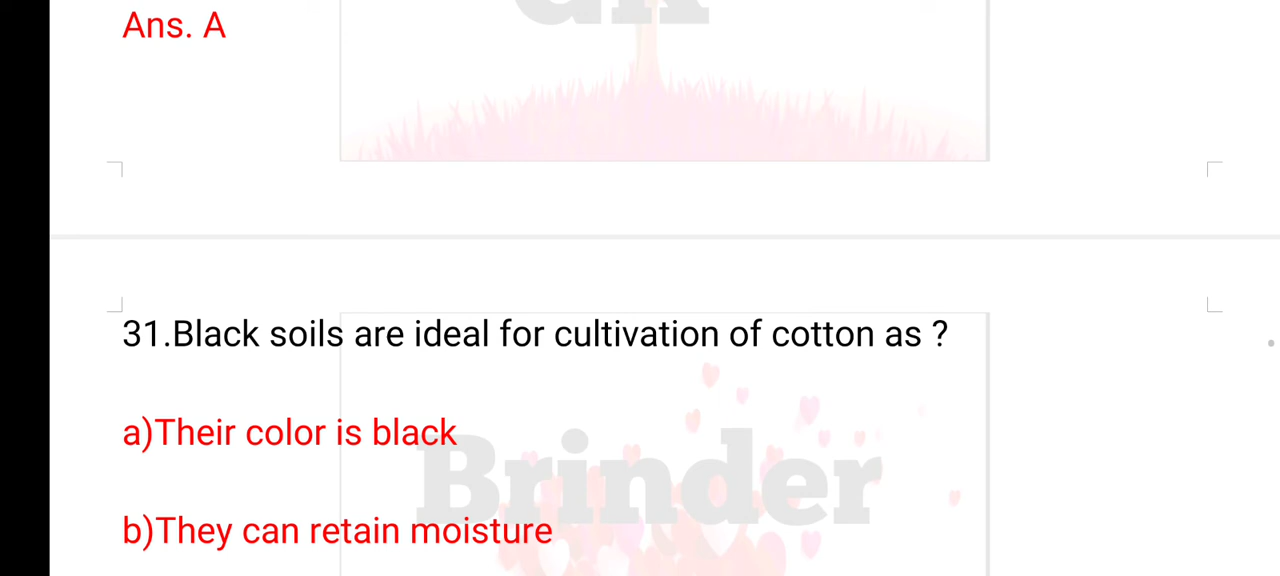 GK
Ans. A
31.Black soils are ideal for cultivation of cotton as ?
a)Their color is black
Brinder
b)They can retain moisture